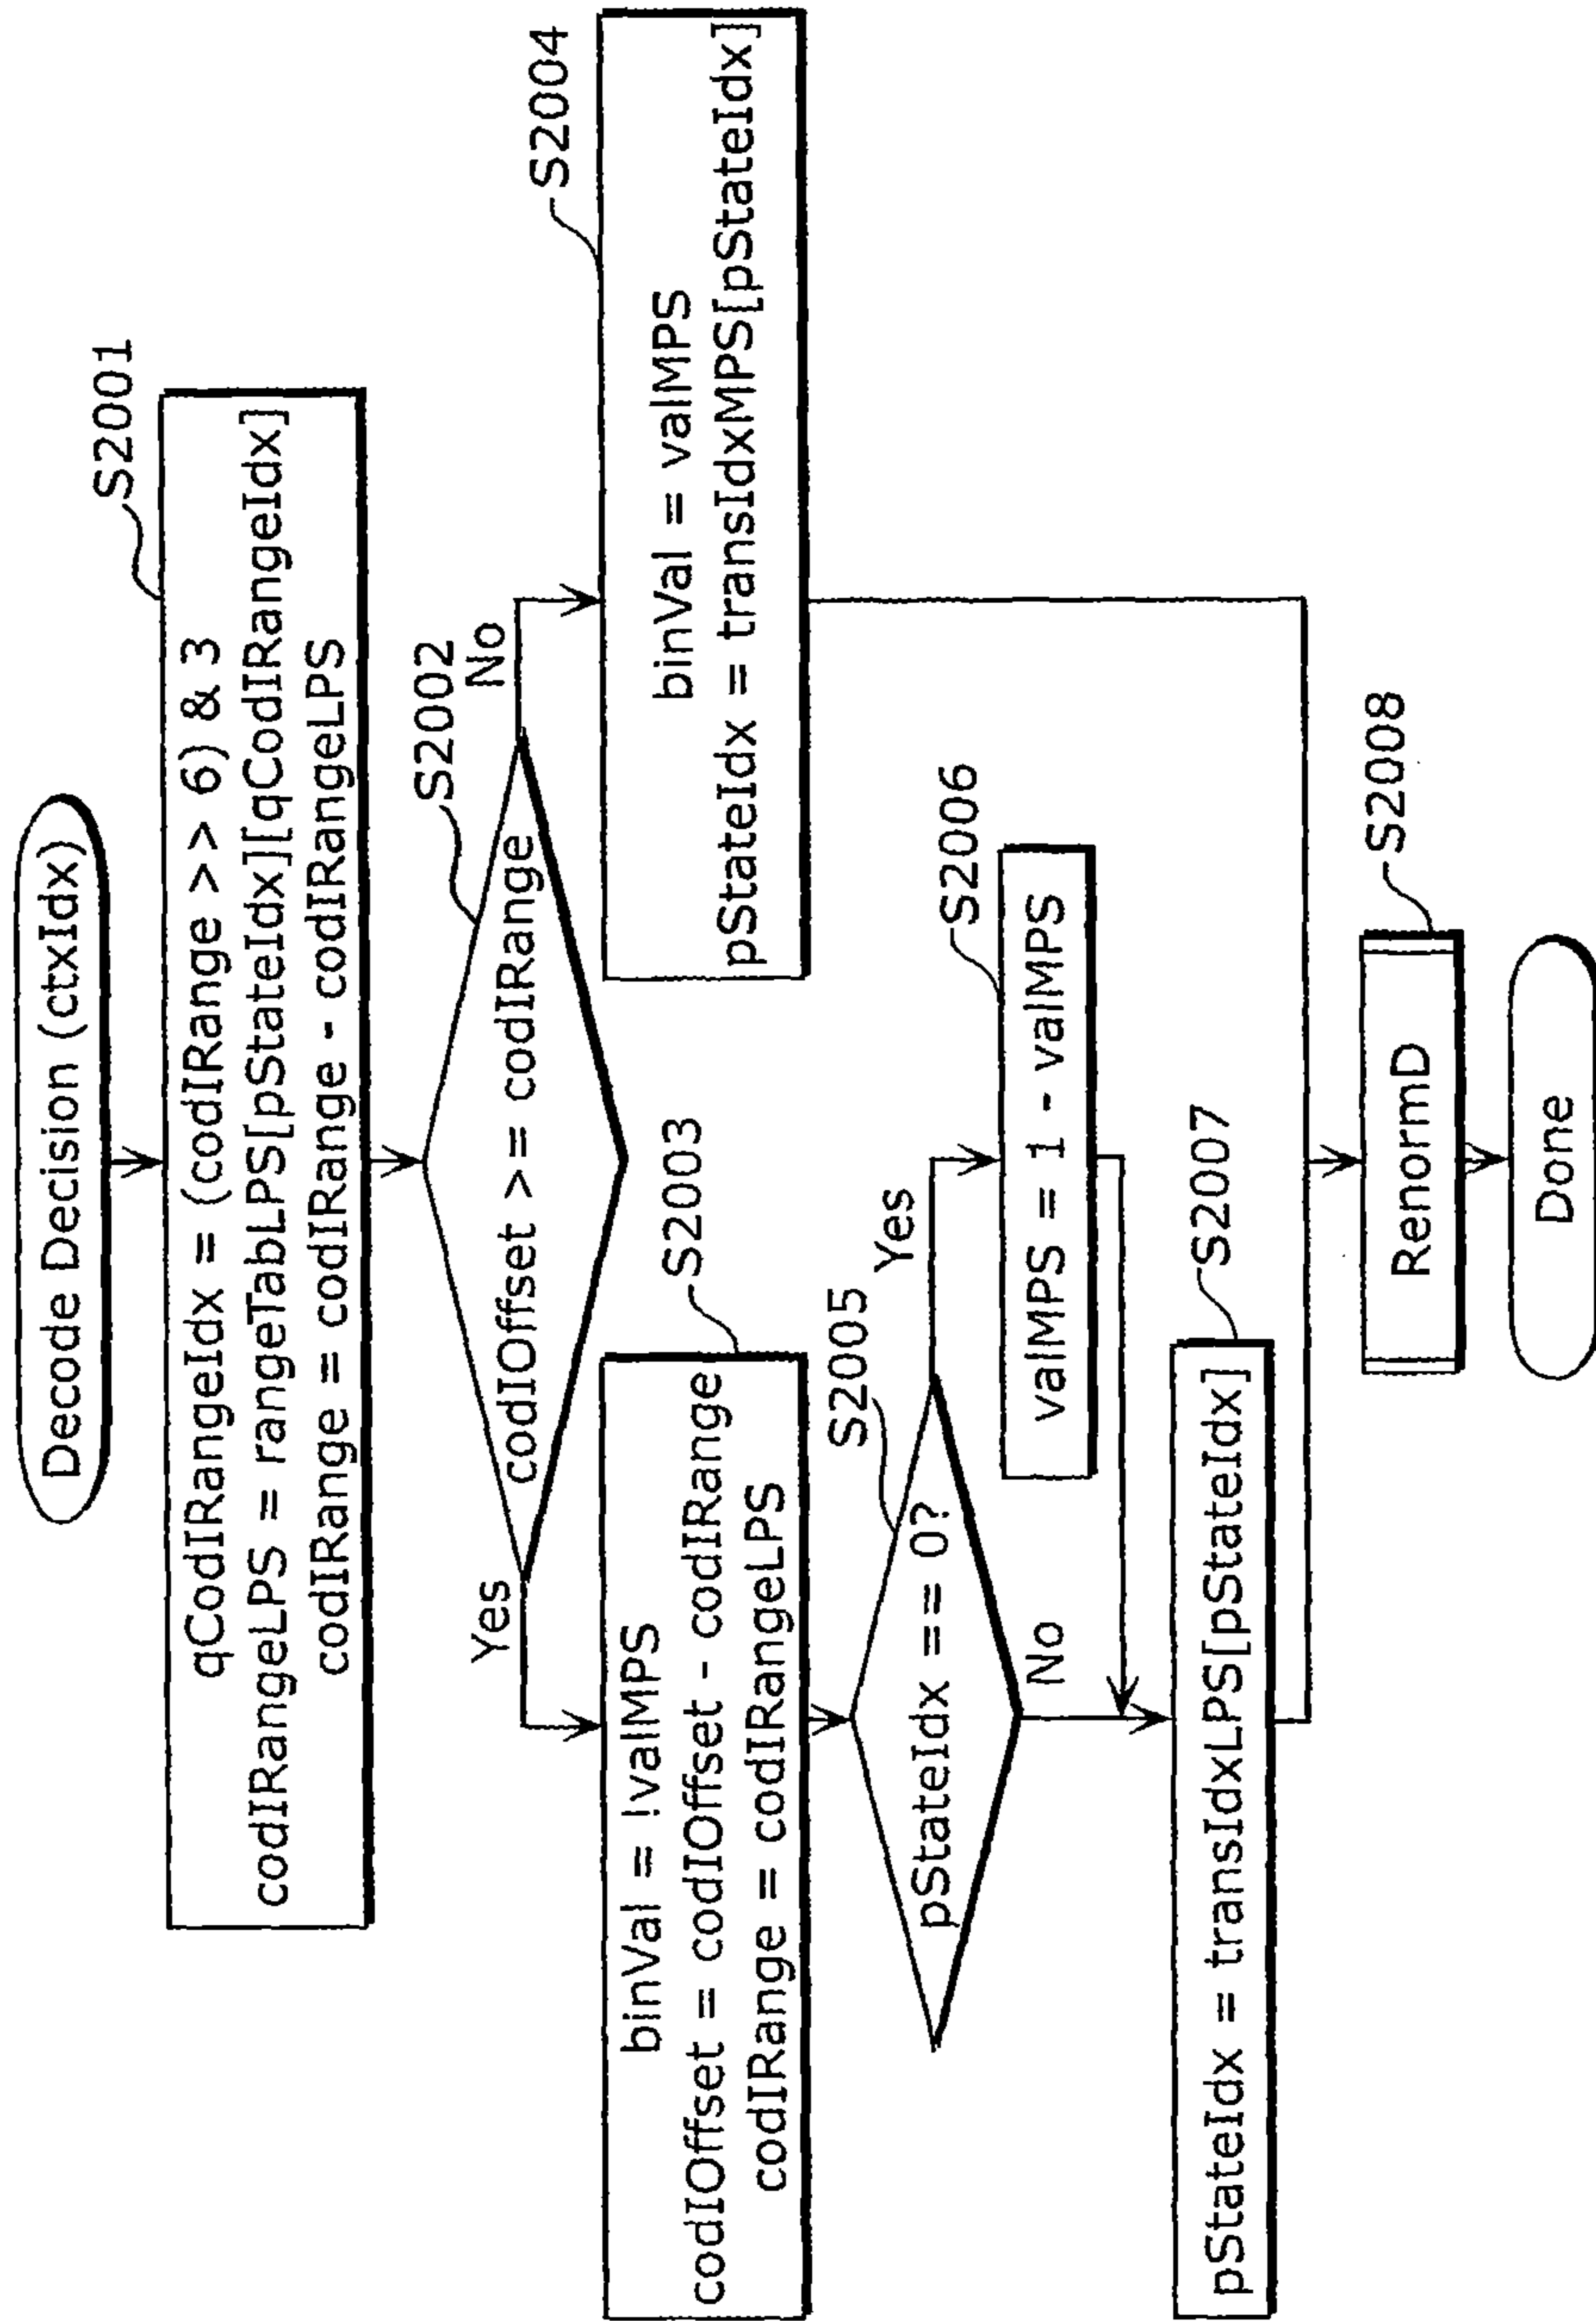 Decode Decision (ctxIdx)
S2001
qCodIRangeIdx = (codIRange >> 6) & 3
codIRangeLPS = rangeTabLPS[pStateIdx][qCodIRangeIdx]
codIRange = codIRange - codIRangeLPS
S2002
codIOffset >= codIRange
Yes
No
S2003
binVal = !valMPS
codIOffset = codIOffset - codIRange
codIRange = codIRangeLPS
S2004
binVal = valMPS
pStateIdx = transIdxMPS[pStateIdx]
S2005
pStateIdx == 0?
Yes
No
S2006
valMPS = 1 - valMPS
S2007
pStateIdx = transIdxLPS[pStateIdx]
S2008
RenormD
Done